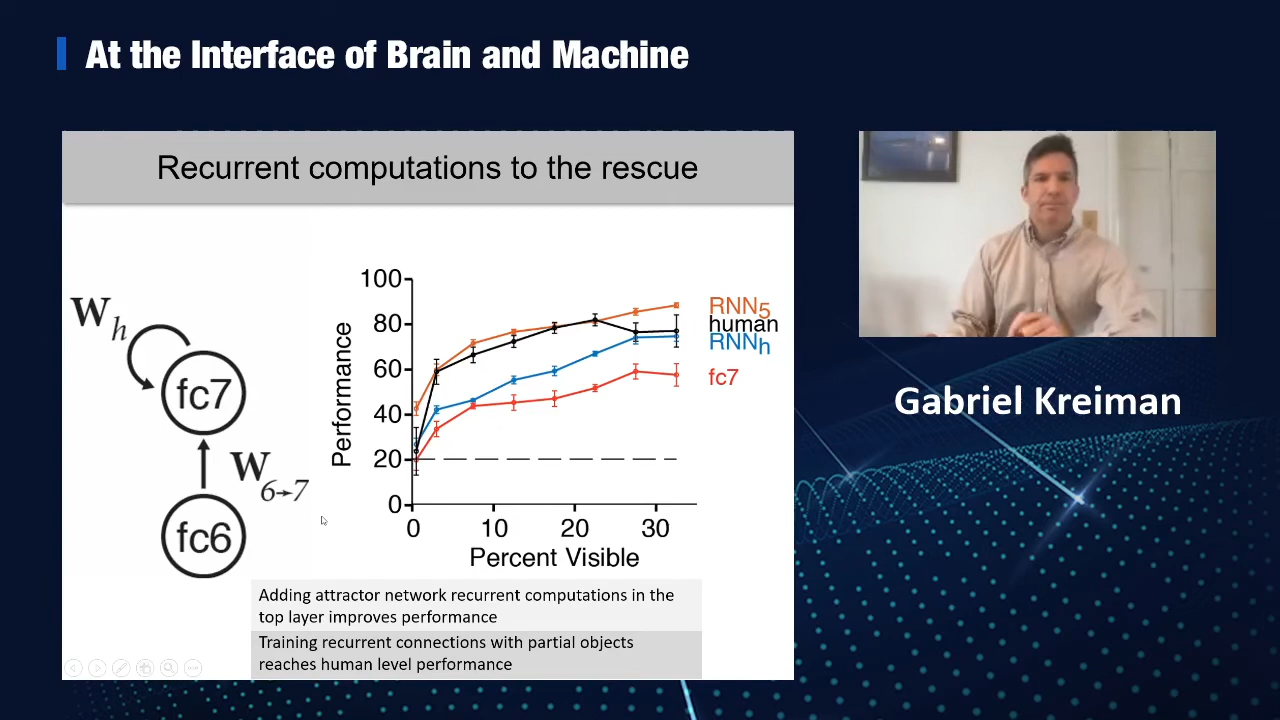 At the Interface of Brain and Machine
Recurrent computations to the rescue
Wh
fc7
W6→7
fc6
Performance
100
80
60
40
20
0
0 10 20 30
Percent Visible
RNN5
human
RNNh
fc7
Adding attractor network recurrent computations in the
top layer improves performance
Training recurrent connections with partial objects
reaches human level performance
Gabriel Kreiman